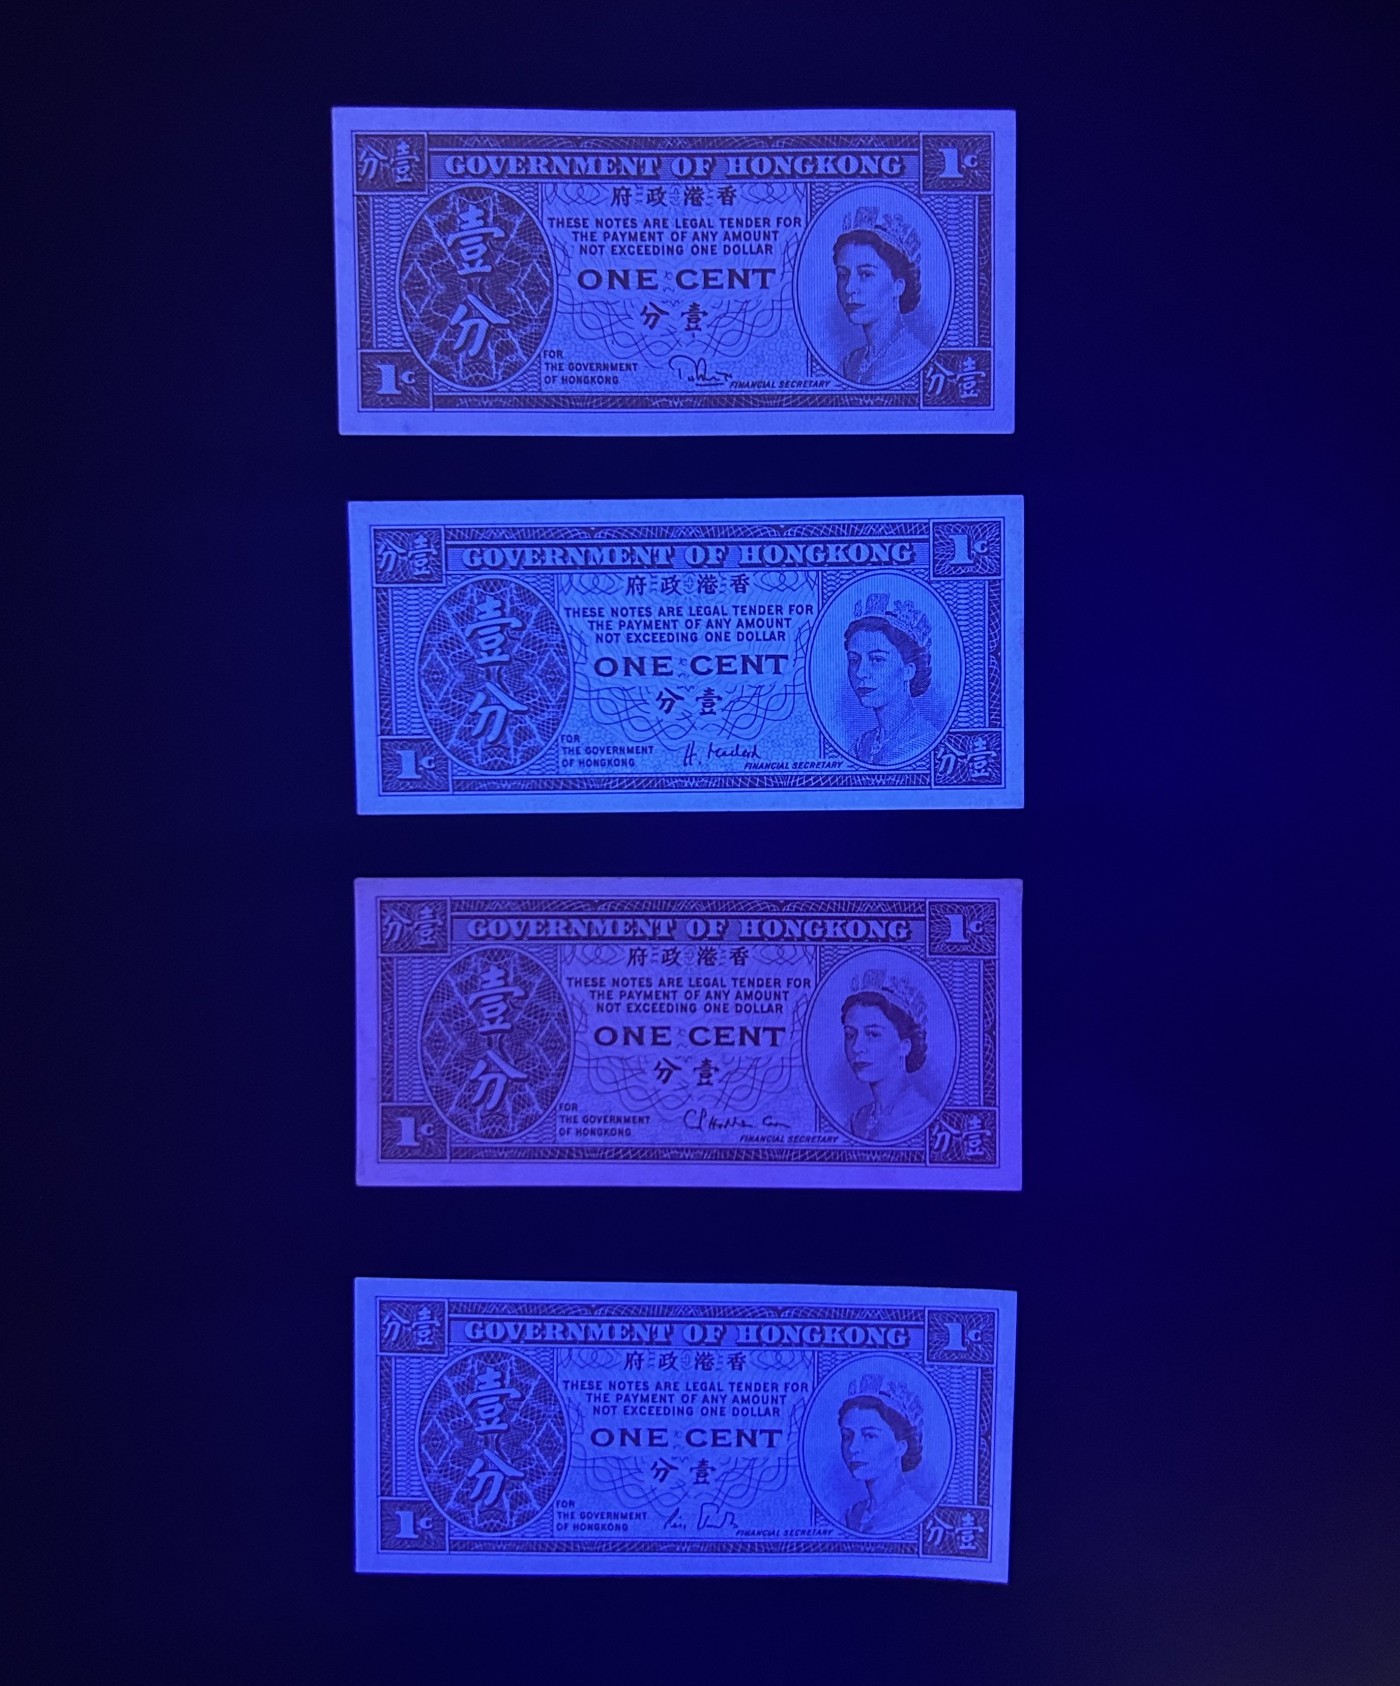 分壹 GOVERNMENT OF HONGKONG 1C
府政港香
THESE NOTES ARE LEGAL TENDER FOR
THE PAYMENT OF ANY AMOUNT
NOT EXCEEDING ONE DOLLAR
壹分
ONE CENT
分壹
FOR
THE GOVERNMENT
OF HONGKONG
FINANCIAL SECRETARY
1C 分壹
分壹 GOVERNMENT OF HONGKONG 1C
府政港香
THESE NOTES ARE LEGAL TENDER FOR
THE PAYMENT OF ANY AMOUNT
NOT EXCEEDING ONE DOLLAR
壹分
ONE CENT
分壹
FOR
THE GOVERNMENT
OF HONGKONG
FINANCIAL SECRETARY
1C 分壹
分壹 GOVERNMENT OF HONGKONG 1C
府政港香
THESE NOTES ARE LEGAL TENDER FOR
THE PAYMENT OF ANY AMOUNT
NOT EXCEEDING ONE DOLLAR
壹分
ONE CENT
分壹
FOR
THE GOVERNMENT
OF HONGKONG
FINANCIAL SECRETARY
1C 分壹
分壹 GOVERNMENT OF HONGKONG 1C
府政港香
THESE NOTES ARE LEGAL TENDER FOR
THE PAYMENT OF ANY AMOUNT
NOT EXCEEDING ONE DOLLAR
壹分
ONE CENT
分壹
FOR
THE GOVERNMENT
OF HONGKONG
FINANCIAL SECRETARY
1C 分壹